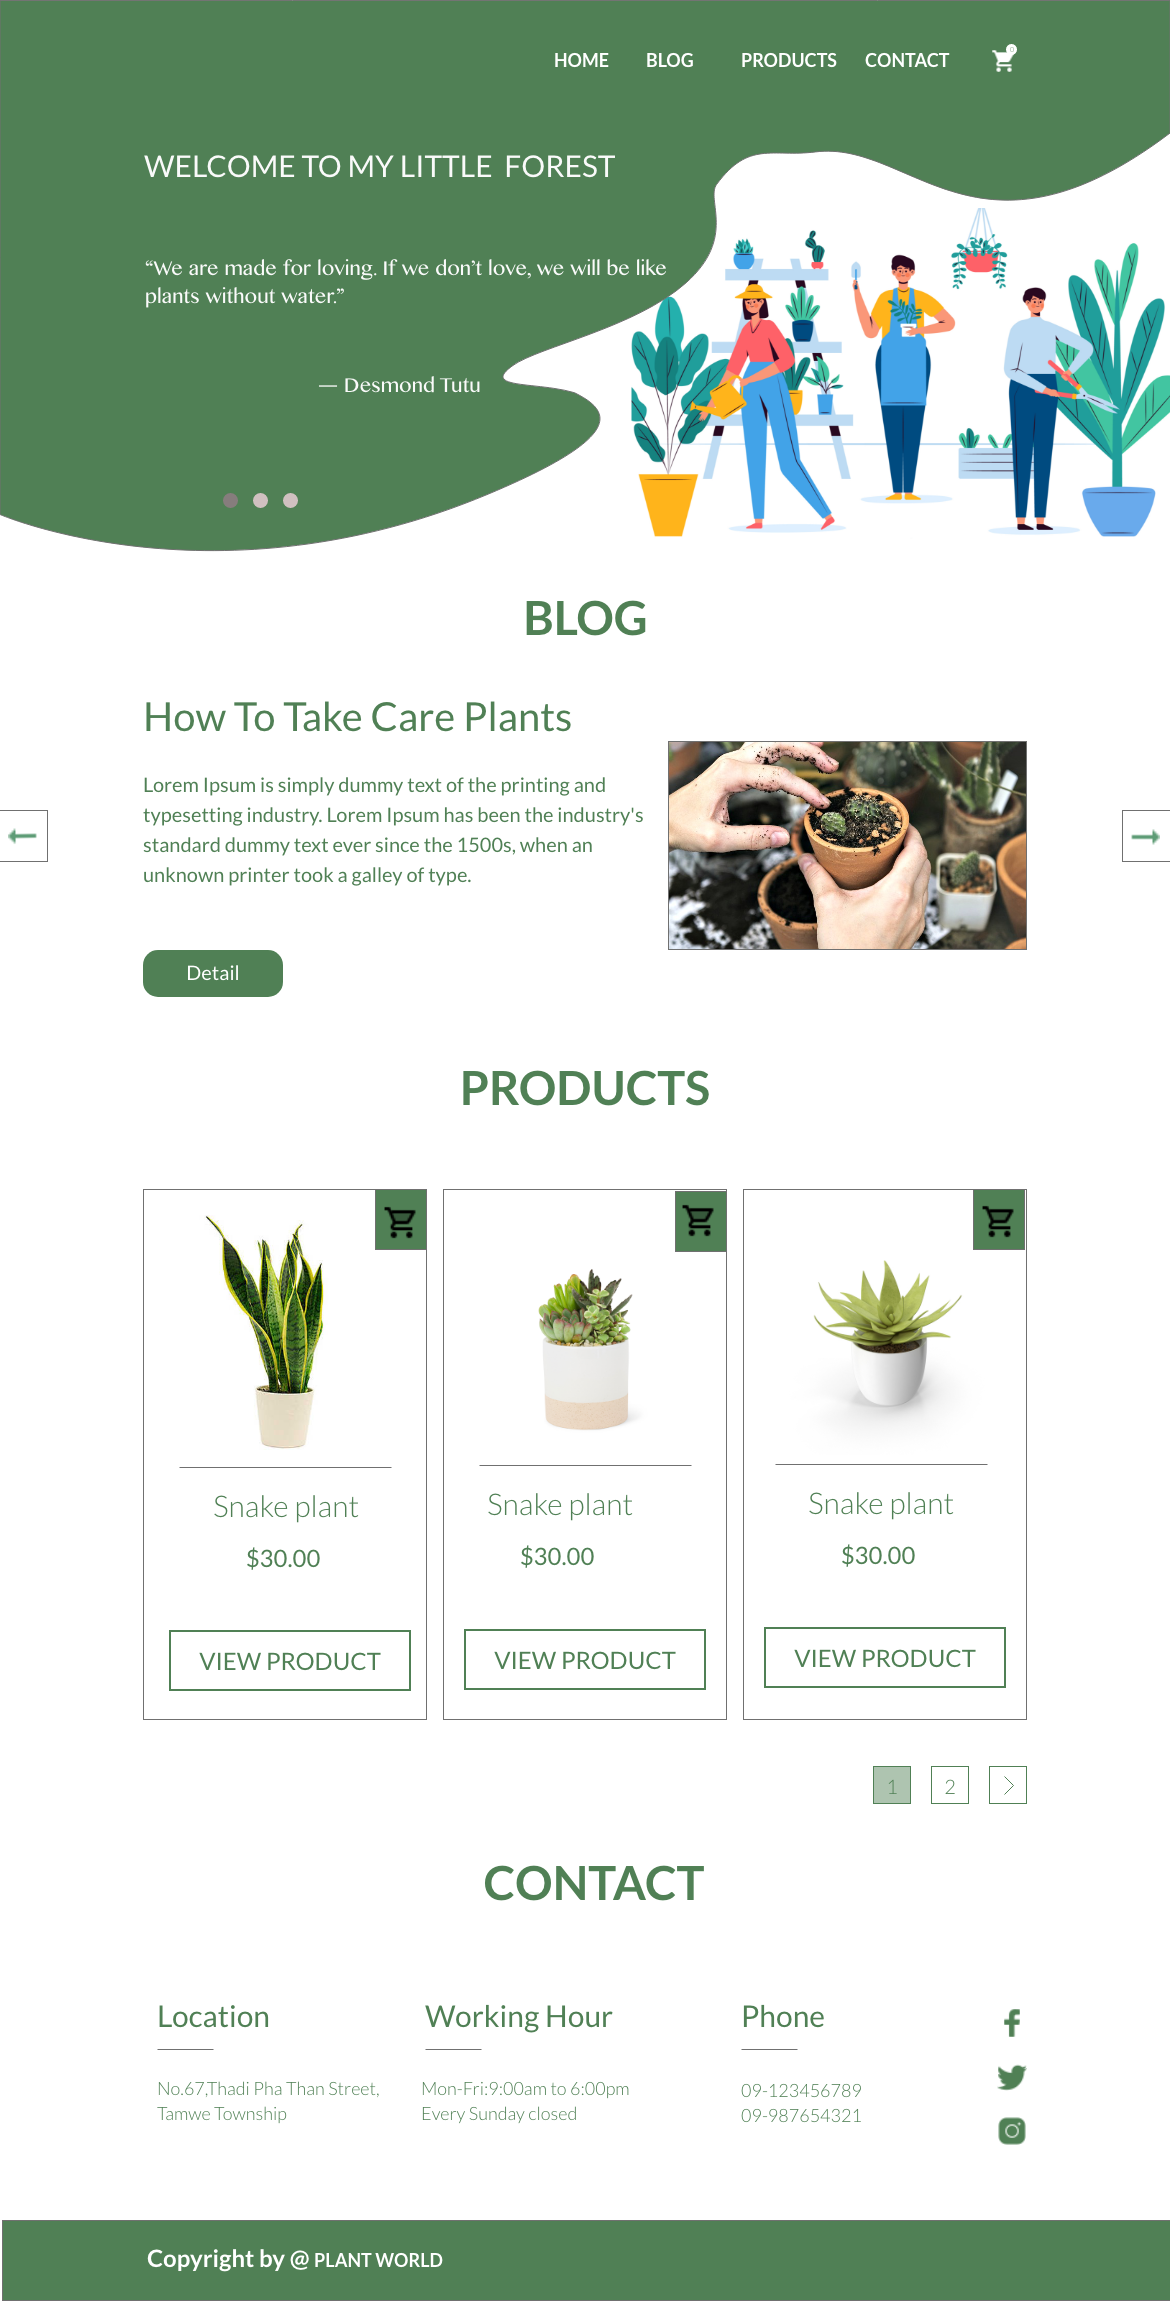 HOME BLOG PRODUCTS CONTACT 0
WELCOME TO MY LITTLE FOREST
“We are made for loving. If we don’t love, we will be like
plants without water.”
— Desmond Tutu
BLOG
How To Take Care Plants
Lorem Ipsum is simply dummy text of the printing and
typesetting industry. Lorem Ipsum has been the industry's
standard dummy text ever since the 1500s, when an
unknown printer took a galley of type.
Detail
PRODUCTS
Snake plant
$30.00
VIEW PRODUCT
Snake plant
$30.00
VIEW PRODUCT
Snake plant
$30.00
VIEW PRODUCT
1 2
CONTACT
Location
No.67,Thadi Pha Than Street,
Tamwe Township
Working Hour
Mon-Fri:9:00am to 6:00pm
Every Sunday closed
Phone
09-123456789
09-987654321
Copyright by @ PLANT WORLD